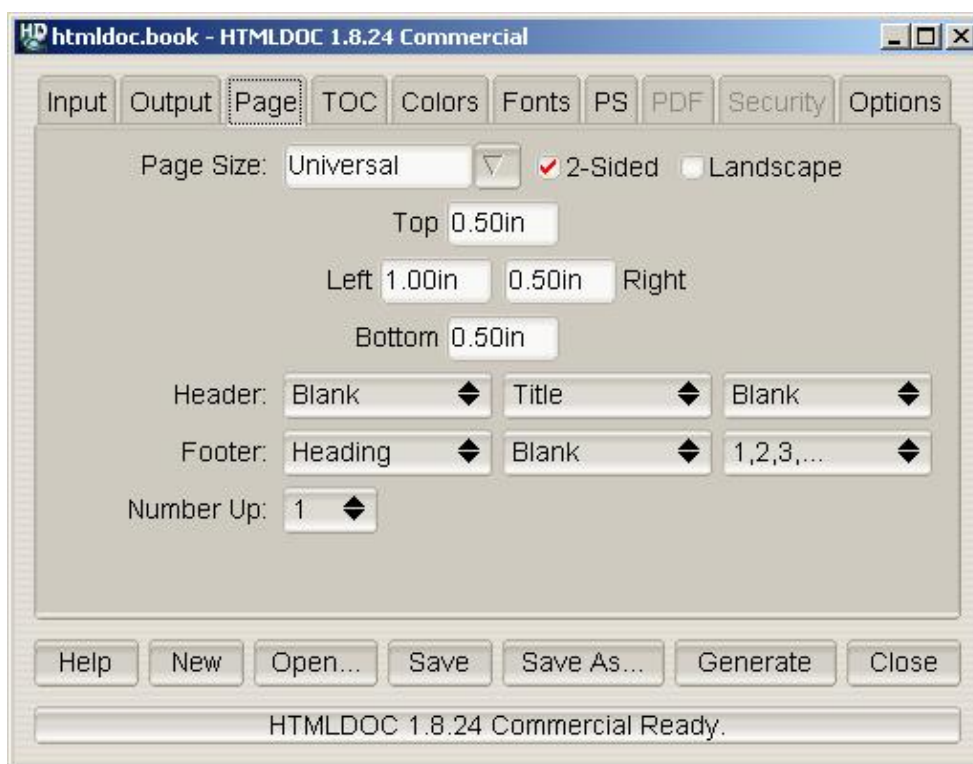 HD htmldoc.book - HTMLDOC 1.8.24 Commercial
Input Output Page TOC Colors Fonts PS PDF Security Options
Page Size: Universal 2-Sided Landscape
Top 0.50in
Left 1.00in 0.50in Right
Bottom 0.50in
Header: Blank Title Blank
Footer: Heading Blank 1,2,3,...
Number Up: 1
Help New Open... Save Save As... Generate Close
HTMLDOC 1.8.24 Commercial Ready.